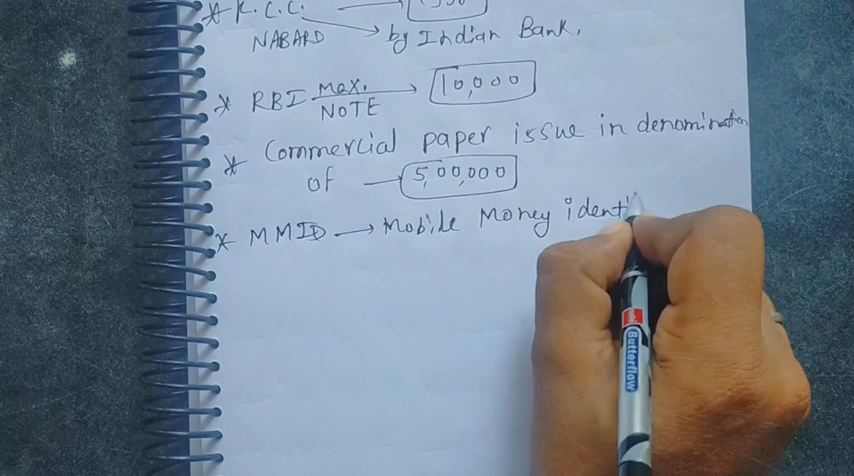 * K.C.C. →
NABARD → by Indian Bank.
* RBI max. NOTE → 10,000
* Commercial paper issue in denomination
of → 5,00,000
* MMID → Mobile Money identi
Butterflow